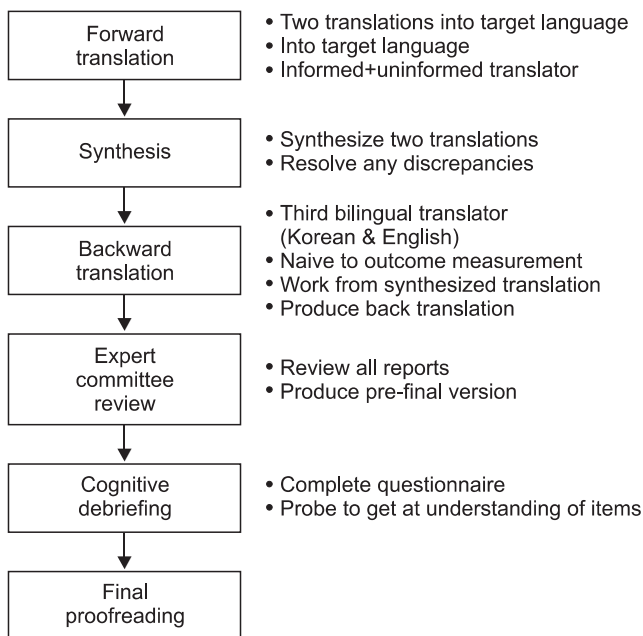 Forward
translation
• Two translations into target language
• Into target language
• Informed+uninformed translator
Synthesis
• Synthesize two translations
• Resolve any discrepancies
Backward
translation
• Third bilingual translator
(Korean & English)
• Naive to outcome measurement
• Work from synthesized translation
• Produce back translation
Expert
committee
review
• Review all reports
• Produce pre-final version
Cognitive
debriefing
• Complete questionnaire
• Probe to get at understanding of items
Final
proofreading